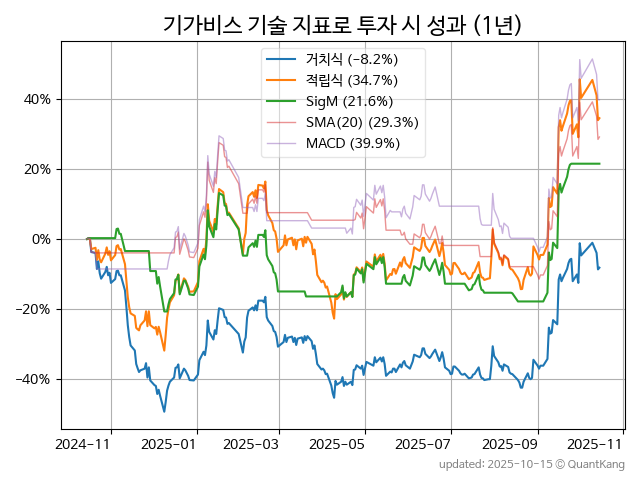 기가비스 기술 지표로 투자 시 성과 (1년)
거치식 (-8.2%)
적립식 (34.7%)
SigM (21.6%)
SMA(20) (29.3%)
MACD (39.9%)
40%
20%
0%
−20%
−40%
2024-11 2025-01 2025-03 2025-05 2025-07 2025-09 2025-11
updated: 2025-10-15 © QuantKang